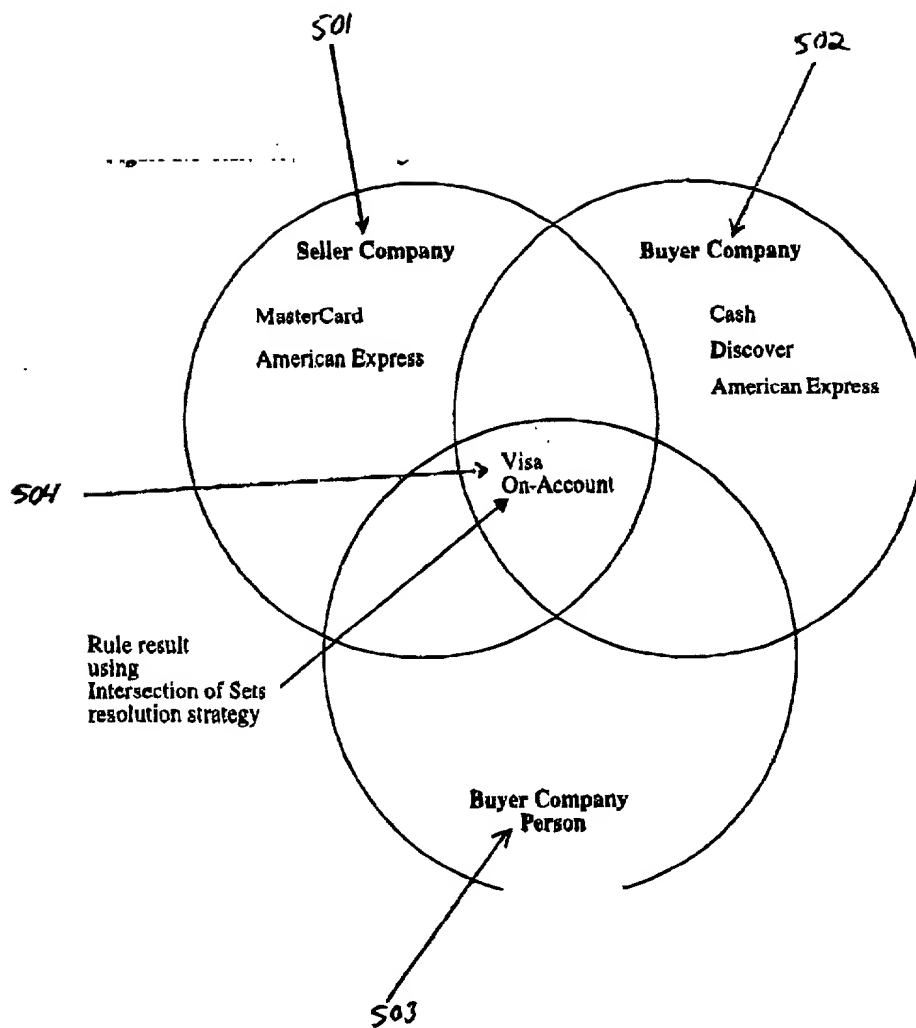 501
502
Seller Company
Buyer Company
MasterCard
American Express
Cash
Discover
American Express
Visa
On-Account
504
Rule result
using
Intersection of Sets
resolution strategy
Buyer Company
Person
503